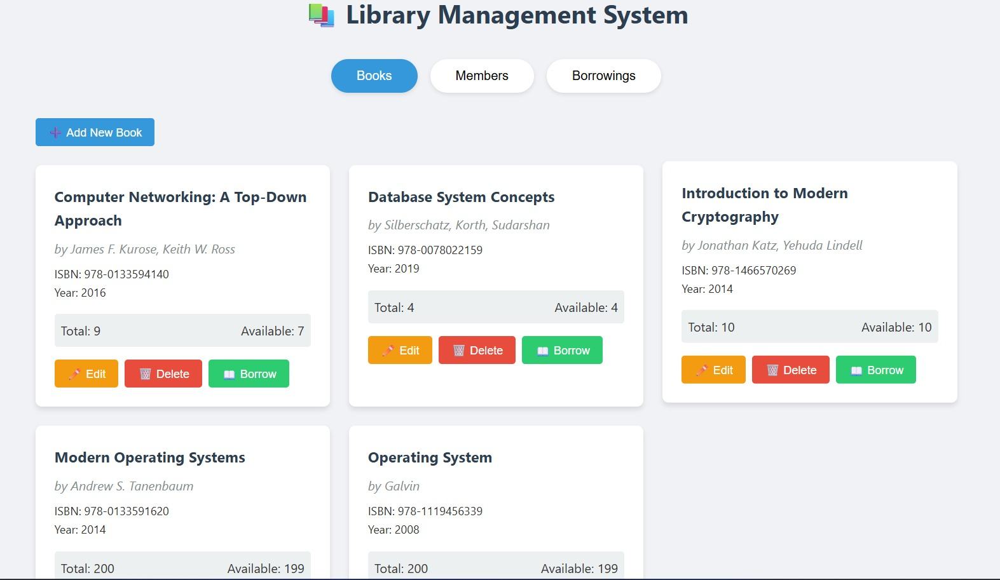 Library Management System
Books
Members
Borrowings
Add New Book
Computer Networking: A Top-Down
Approach
by James F. Kurose, Keith W. Ross
ISBN: 978-0133594140
Year: 2016
Total: 9
Available: 7
Edit
Delete
Borrow
Database System Concepts
by Silberschatz, Korth, Sudarshan
ISBN: 978-0078022159
Year: 2019
Total: 4
Available: 4
Edit
Delete
Borrow
Introduction to Modern
Cryptography
by Jonathan Katz, Yehuda Lindell
ISBN: 978-1466570269
Year: 2014
Total: 10
Available: 10
Edit
Delete
Borrow
Modern Operating Systems
by Andrew S. Tanenbaum
ISBN: 978-0133591620
Year: 2014
Total: 200
Available: 199
Operating System
by Galvin
ISBN: 978-1119456339
Year: 2008
Total: 200
Available: 199